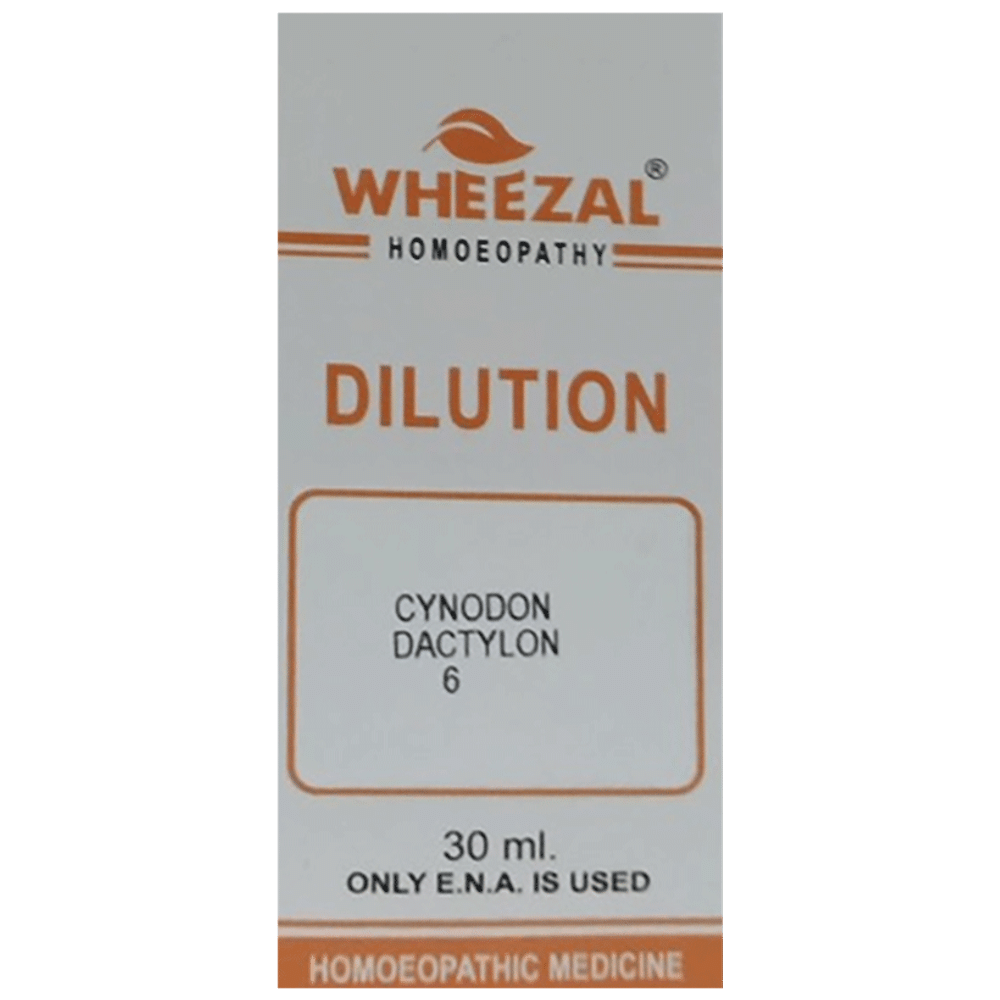 WHEEZAL®
HOMOEOPATHY
DILUTION
CYNODON
DACTYLON
6
30 ml.
ONLY E.N.A. IS USED
HOMOEOPATHIC MEDICINE